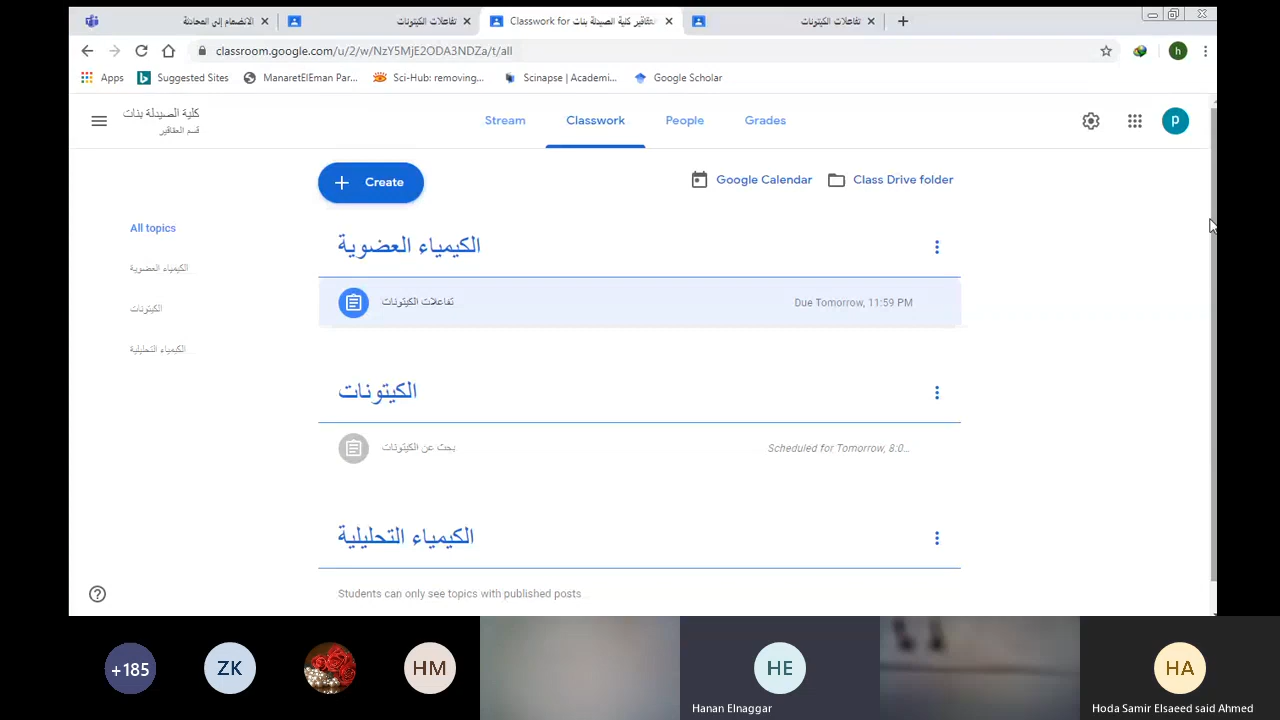 الانضمام إلى المحادثة
تفاعلات الكيتونات
Classwork for العقاقير كلية الصيدلة بنات
تفاعلات الكيتونات
classroom.google.com/u/2/w/NzY5MjE2ODA3NDZa/t/all
h
Apps
Suggested Sites
ManaretElEman Par...
Sci-Hub: removing...
Scinapse | Academi...
Google Scholar
كلية الصيدلة بنات
قسم العقاقير
Stream
Classwork
People
Grades
p
Create
Google Calendar
Class Drive folder
All topics
الكيمياء العضوية
الكيتونات
الكيمياء التحليلية
الكيمياء العضوية
تفاعلات الكيتونات
Due Tomorrow, 11:59 PM
الكيتونات
بحث عن الكيتونات
Scheduled for Tomorrow, 8:0...
الكيمياء التحليلية
Students can only see topics with published posts
+185
ZK
HM
HE
Hanan Elnaggar
HA
Hoda Samir Elsaeed said Ahmed